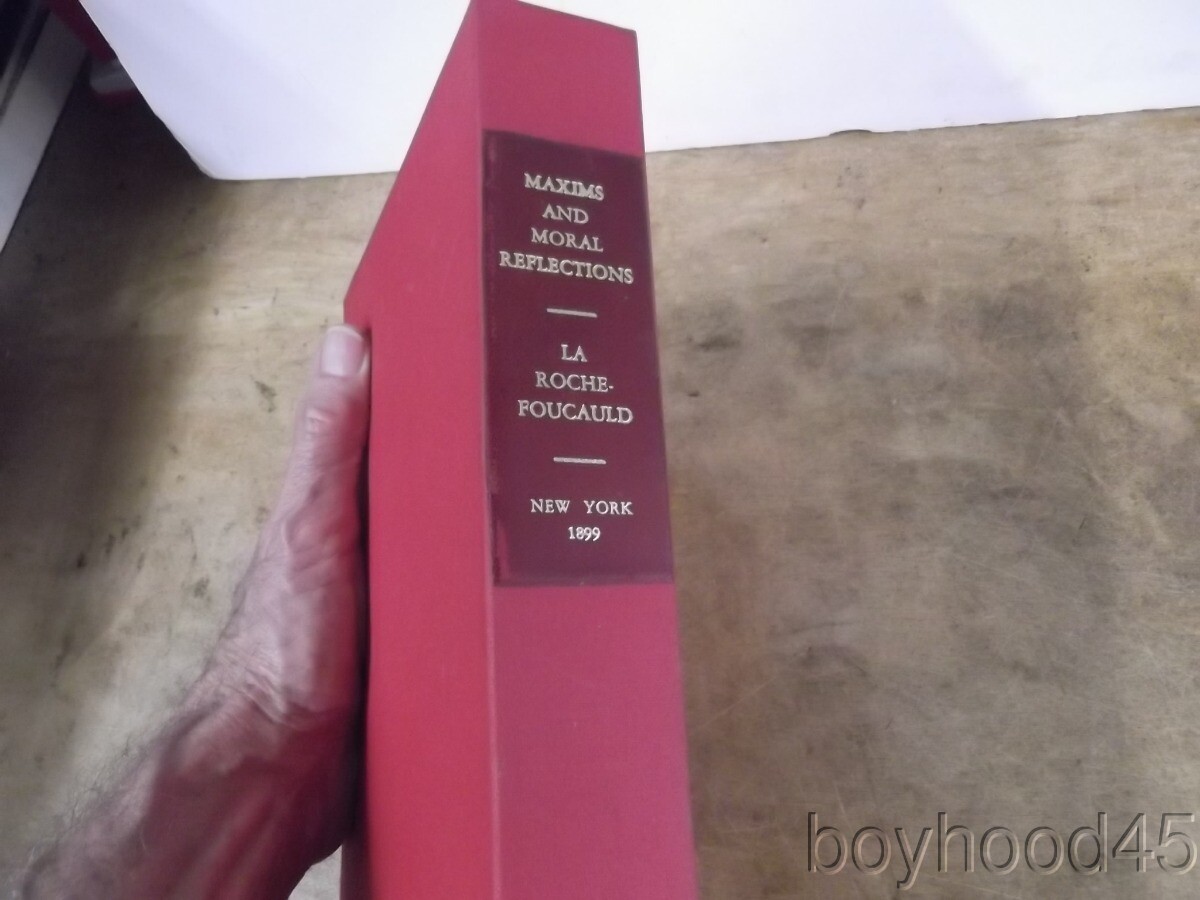 MAXIMS
AND
MORAL
REFLECTIONS
LA
ROCHE-
FOUCAULD
NEW YORK
1899
boyhood45